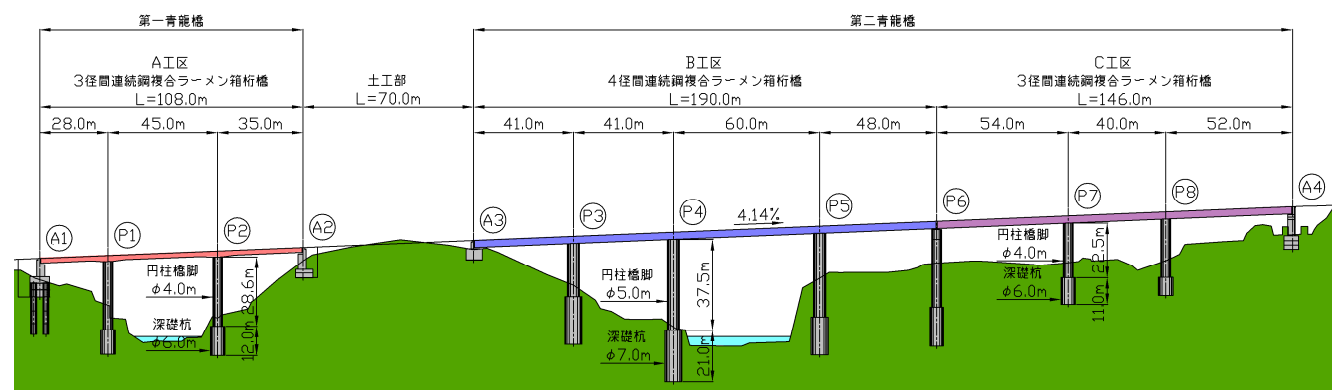 第一青龍橋
第二青龍橋
A工区
3径間連続鋼複合ラーメン箱桁橋
L=108.0m
土工部
L=70.0m
B工区
4径間連続鋼複合ラーメン箱桁橋
L=190.0m
C工区
3径間連続鋼複合ラーメン箱桁橋
L=146.0m
28.0m
45.0m
35.0m
41.0m
41.0m
60.0m
48.0m
54.0m
40.0m
52.0m
A1
P1
P2
A2
A3
P3
P4
4.14%
P5
P6
P7
P8
A4
円柱橋脚
φ4.0m
28.6m
深礎杭
φ6.0m
12.0m
円柱橋脚
φ5.0m
37.5m
深礎杭
φ7.0m
21.0m
円柱橋脚
φ4.0m
22.5m
深礎杭
φ6.0m
11.0m